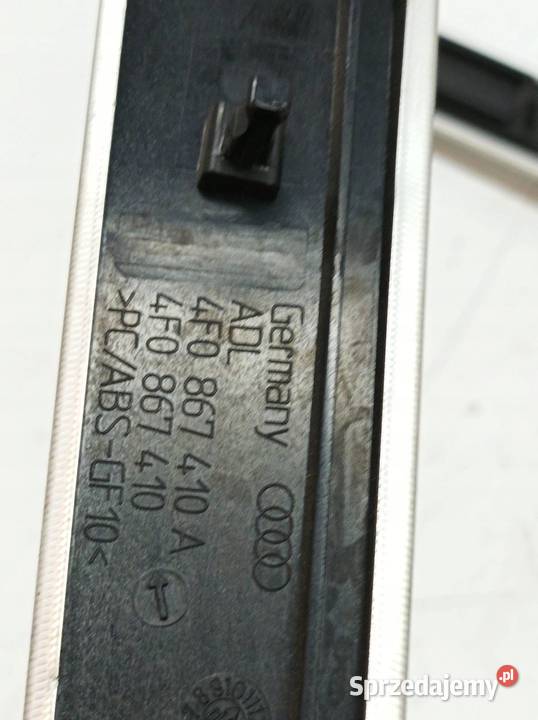 Germany
ADL
4F0 867 410 A
4F0 867 410
>PC/ABS-GF10<
Sprzedajemy.pl